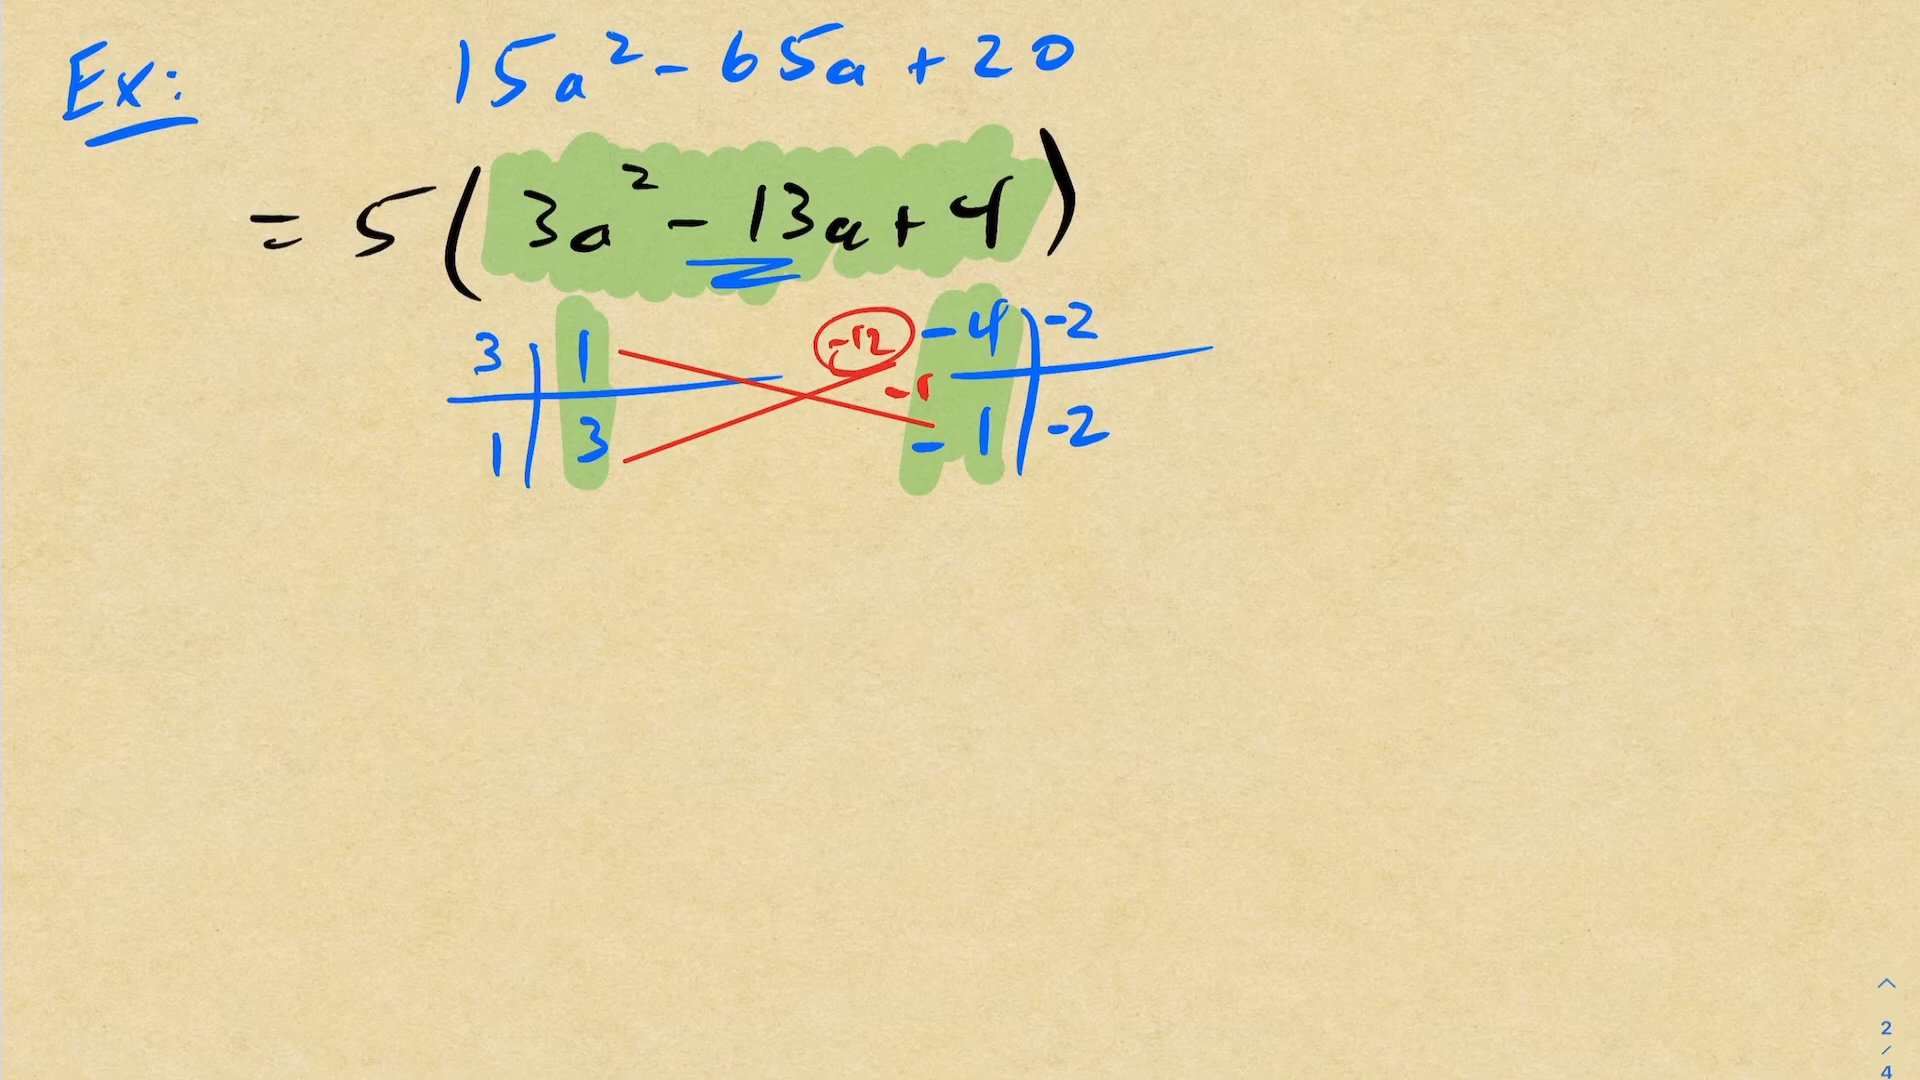 Ex: 15a² - 65a + 20
= 5(3a² - 13a + 4)
3 | 1 -12 -4 | -2
-1
1 | 3 -1 | -2
^
2
/
4